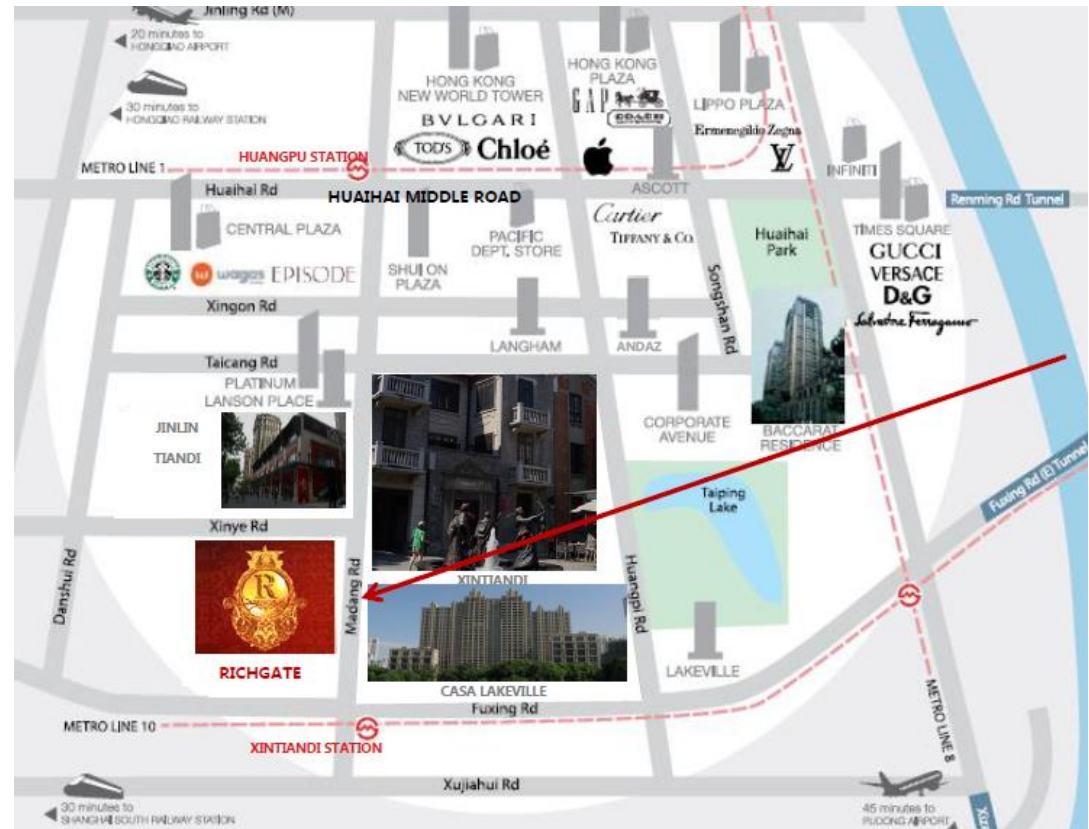 Jinling Rd (M)
20 minutes to
HONGQIAO AIRPORT
30 minutes to
HONGQIAO RAILWAY STATION
HONG KONG
NEW WORLD TOWER
BVLGARI
TOD'S Chloé
HONG KONG
PLAZA
GAP
COACH
LIPPO PLAZA
Ermenegildo Zegna
LV
METRO LINE 1
HUANGPU STATION
INFINITI
Huaihai Rd
HUAIHAI MIDDLE ROAD
ASCOTT
Renming Rd Tunnel
CENTRAL PLAZA
wagas EPISODE
SHUI ON
PLAZA
PACIFIC
DEPT. STORE
Cartier
TIFFANY & CO.
Songshan Rd
Huaihai
Park
TIMES SQUARE
GUCCI
VERSACE
D&G
Salvatore Ferragamo
Xingon Rd
LANGHAM
ANDAZ
Taicang Rd
PLATINUM
LANSON PLACE
JINLIN
TIANDI
CORPORATE
AVENUE
BACCARAT
RESIDENCE
Taiping
Lake
Fuxing Rd (E) Tunnel
Xinye Rd
Danshui Rd
R
RICHGATE
Madang Rd
XINTIANDI
Huangpi Rd
CASA LAKEVILLE
LAKEVILLE
Fuxing Rd
METRO LINE 10
XINTIANDI STATION
METRO LINE 8
Xujiahui Rd
30 minutes to
SHANGHAI SOUTH RAILWAY STATION
45 minutes to
PUDONG AIRPORT